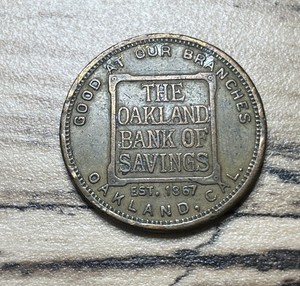 GOOD AT OUR BRANCHES
THE
OAKLAND
BANK OF
SAVINGS
EST. 1867
OAKLAND, CAL.